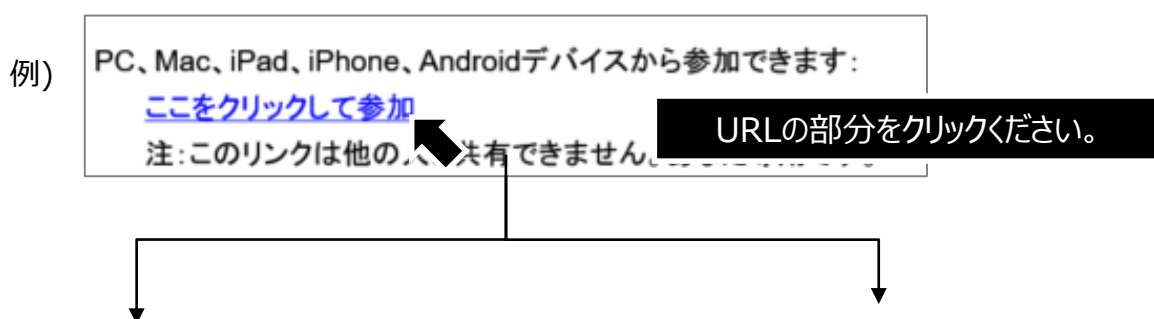 例)
PC、Mac、iPad、iPhone、Androidデバイスから参加できます:
ここをクリックして参加
URLの部分をクリックください。
注:このリンクは他の 共有できません。